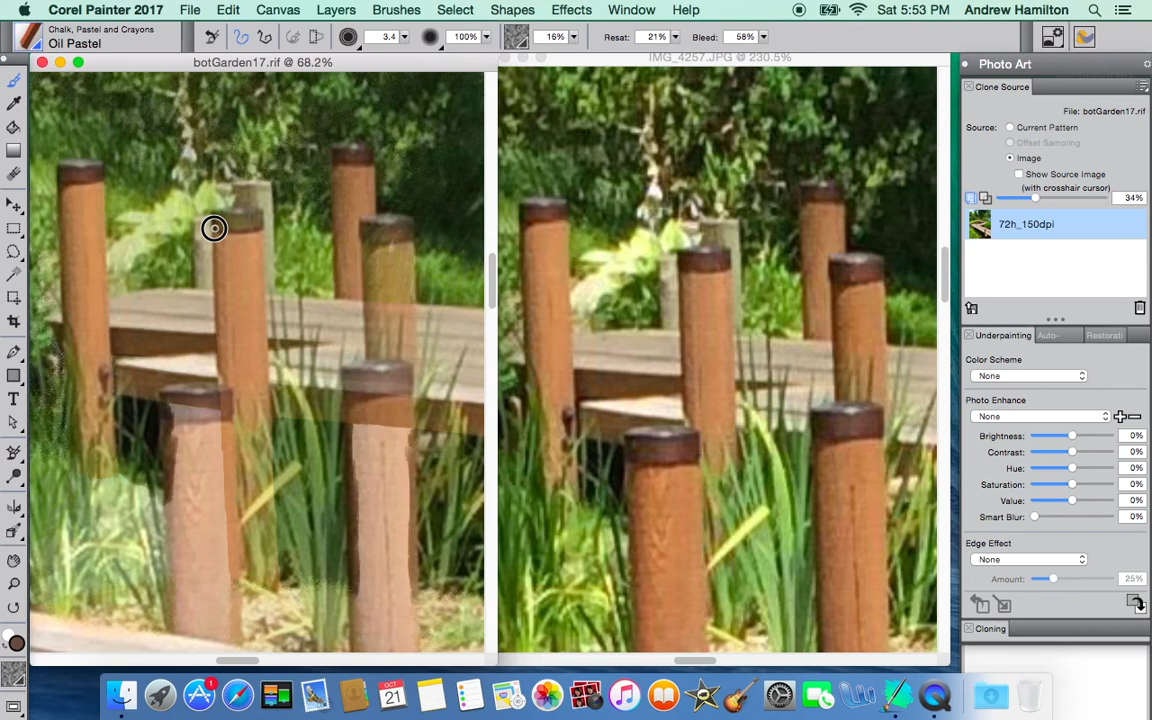 Corel Painter 2017 File Edit Canvas Layers Brushes Select Shapes Effects Window Help Sat 5:53 PM Andrew Hamilton
Chalk, Pastel and Crayons
Oil Pastel
3.4 100% 16% Resat: 21% Bleed: 58%
botGarden17.rif @ 68.2%
IMG_4257.JPG @ 230.5%
Photo Art
Clone Source
File: botGarden17.rif
Source: Current Pattern
Offset Sampling
Image
Show Source Image
(with crosshair cursor)
34%
72h_150dpi
Underpainting Auto- Restorati
Color Scheme
None
Photo Enhance
None
Brightness: 0%
Contrast: 0%
Hue: 0%
Saturation: 0%
Value: 0%
Smart Blur: 0%
Edge Effect
None
Amount: 25%
Cloning
T
1
OCT
21